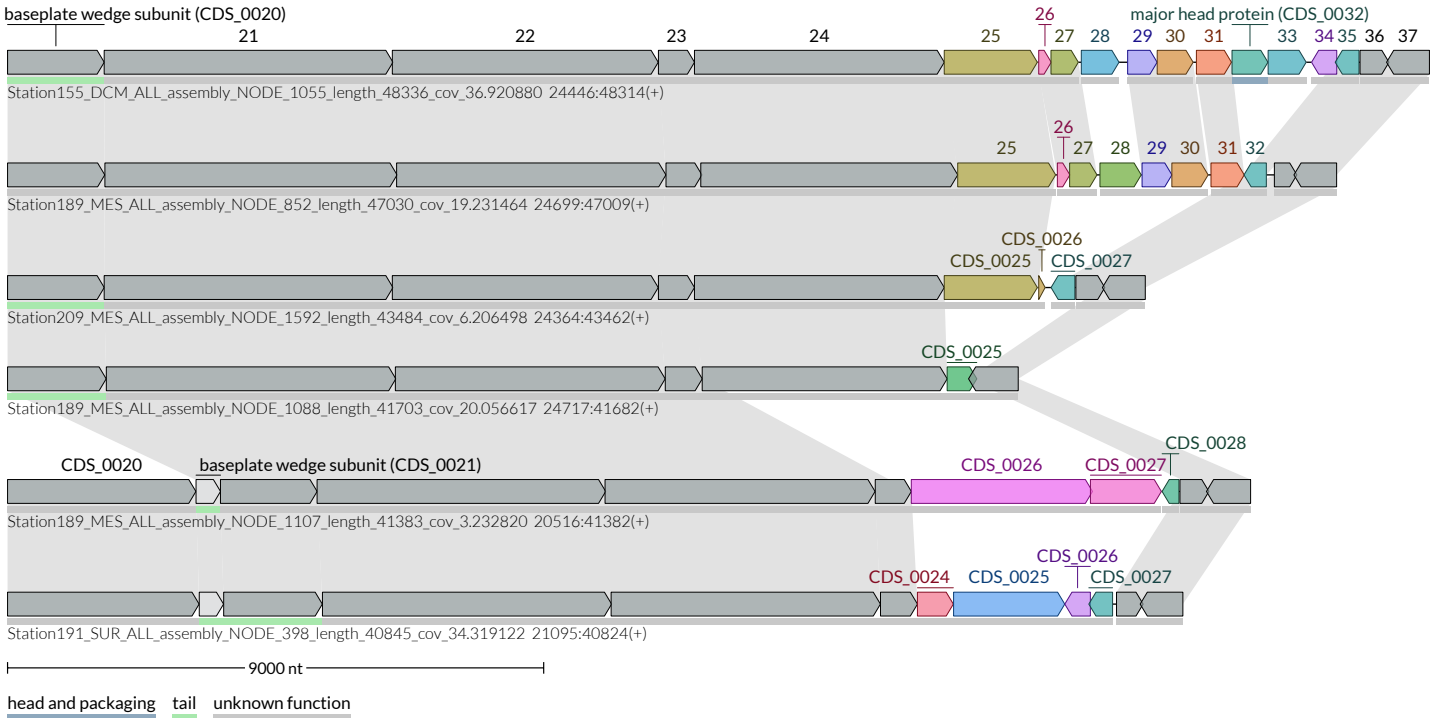 baseplate wedge subunit (CDS_0020) 26 major head protein (CDS_0032)
21 22 23 24 25 27 28 29 30 31 33 34 35 36 37
Station155_DCM_ALL_assembly_NODE_1055_length_48336_cov_36.920880 24446:48314(+)
26
25 27 28 29 30 31 32
Station189_MES_ALL_assembly_NODE_852_length_47030_cov_19.231464 24699:47009(+)
CDS_0026
CDS_0025 CDS_0027
Station209_MES_ALL_assembly_NODE_1592_length_43484_cov_6.206498 24364:43462(+)
CDS_0025
Station189_MES_ALL_assembly_NODE_1088_length_41703_cov_20.056617 24717:41682(+)
CDS_0028
CDS_0020 baseplate wedge subunit (CDS_0021) CDS_0026 CDS_0027
Station189_MES_ALL_assembly_NODE_1107_length_41383_cov_3.232820 20516:41382(+)
CDS_0026
CDS_0024 CDS_0025 CDS_0027
Station191_SUR_ALL_assembly_NODE_398_length_40845_cov_34.319122 21095:40824(+)
9000 nt
head and packaging tail unknown function